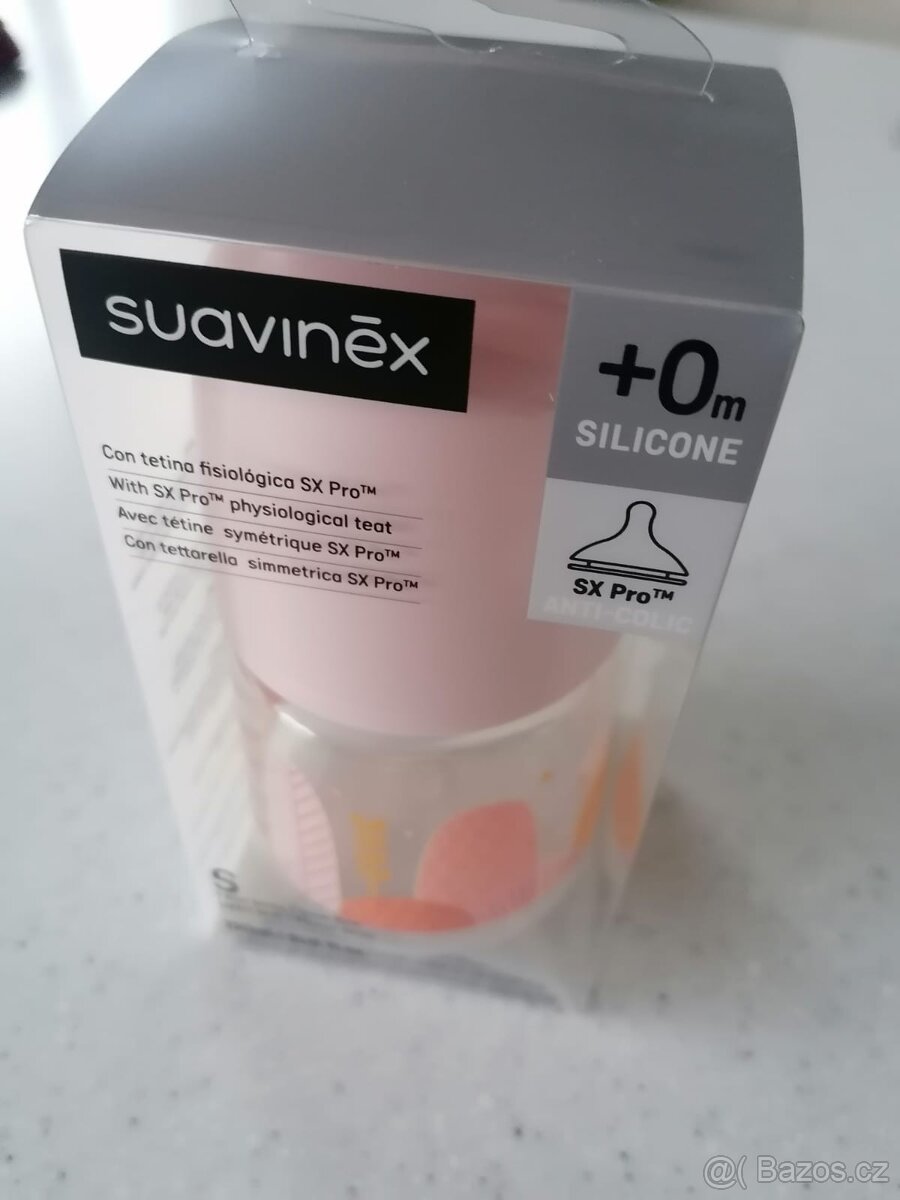 suavinēx
+0m
SILICONE
Con tetina fisiológica SX Pro™
With SX Pro™ physiological teat
Avec tétine symétrique SX Pro™
Con tettarella simmetrica SX Pro™
SX Pro™
ANTI-COLIC
S
@( Bazos.cz